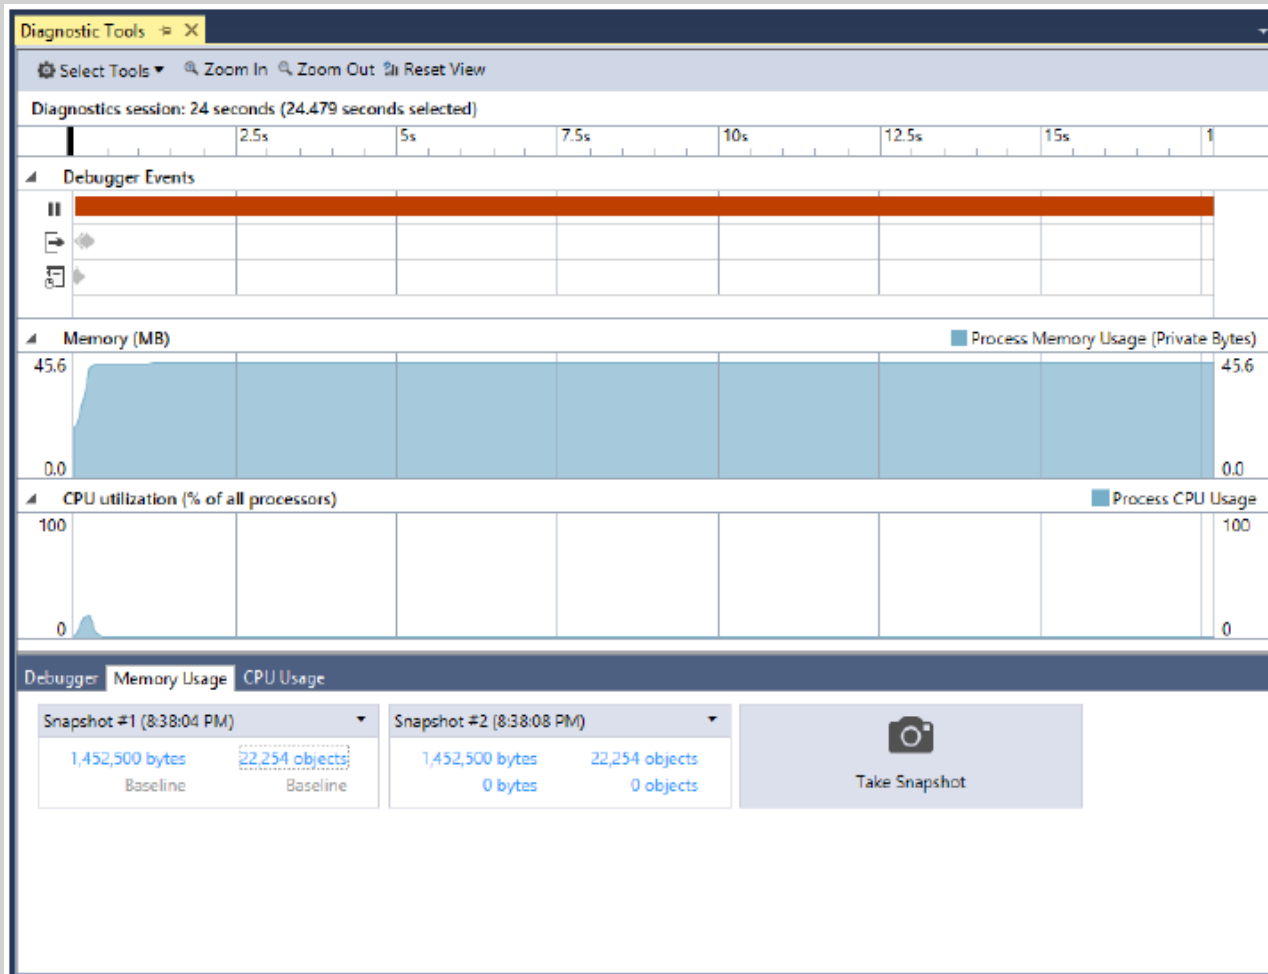 Diagnostic Tools
Select Tools Zoom In Zoom Out Reset View
Diagnostics session: 24 seconds (24.479 seconds selected)
2.5s 5s 7.5s 10s 12.5s 15s 1
Debugger Events
Memory (MB) Process Memory Usage (Private Bytes)
45.6 45.6
0.0 0.0
CPU utilization (% of all processors) Process CPU Usage
100 100
0 0
Debugger Memory Usage CPU Usage
Snapshot #1 (8:38:04 PM) Snapshot #2 (8:38:08 PM)
1,452,500 bytes 22,254 objects 1,452,500 bytes 22,254 objects
Baseline Baseline 0 bytes 0 objects
Take Snapshot